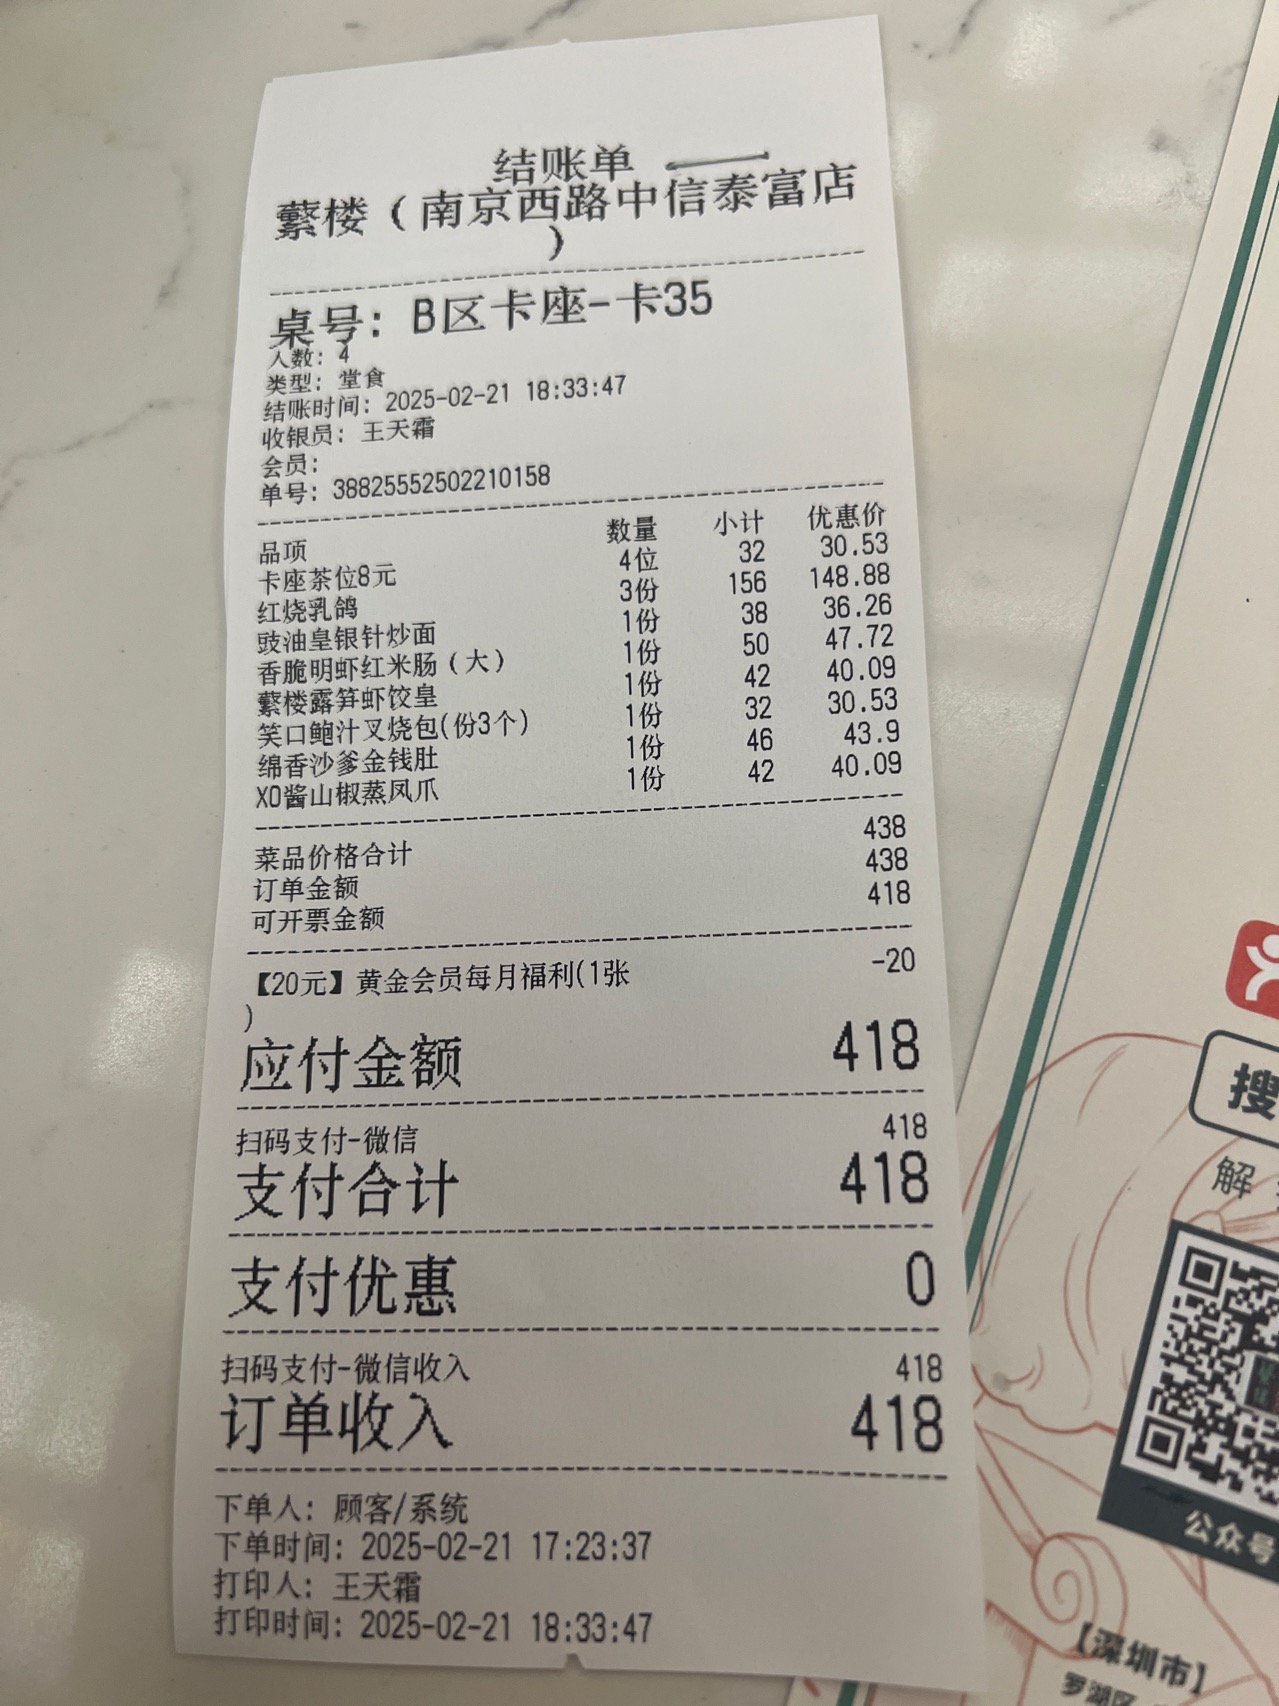 结账单
蘩楼（南京西路中信泰富店
）
桌号：B区卡座-卡35
人数：4
类型：堂食
结账时间：2025-02-21 18:33:47
收银员：王天霜
会员：
单号：38825552502210158
品项 数量 小计 优惠价
卡座茶位8元 4位 32 30.53
红烧乳鸽 3份 156 148.88
豉油皇银针炒面 1份 38 36.26
香脆明虾红米肠（大） 1份 50 47.72
蘩楼露笋虾饺皇 1份 42 40.09
笑口鲍汁叉烧包(份3个) 1份 32 30.53
绵香沙爹金钱肚 1份 46 43.9
XO酱山椒蒸凤爪 1份 42 40.09
菜品价格合计 438
订单金额 438
可开票金额 418
【20元】黄金会员每月福利(1张 -20
)
应付金额 418
扫码支付-微信 418
支付合计 418
支付优惠 0
扫码支付-微信收入 418
订单收入 418
下单人：顾客/系统
下单时间：2025-02-21 17:23:37
打印人：王天霜
打印时间：2025-02-21 18:33:47
搜
解
公众号
【深圳市】
罗湖区